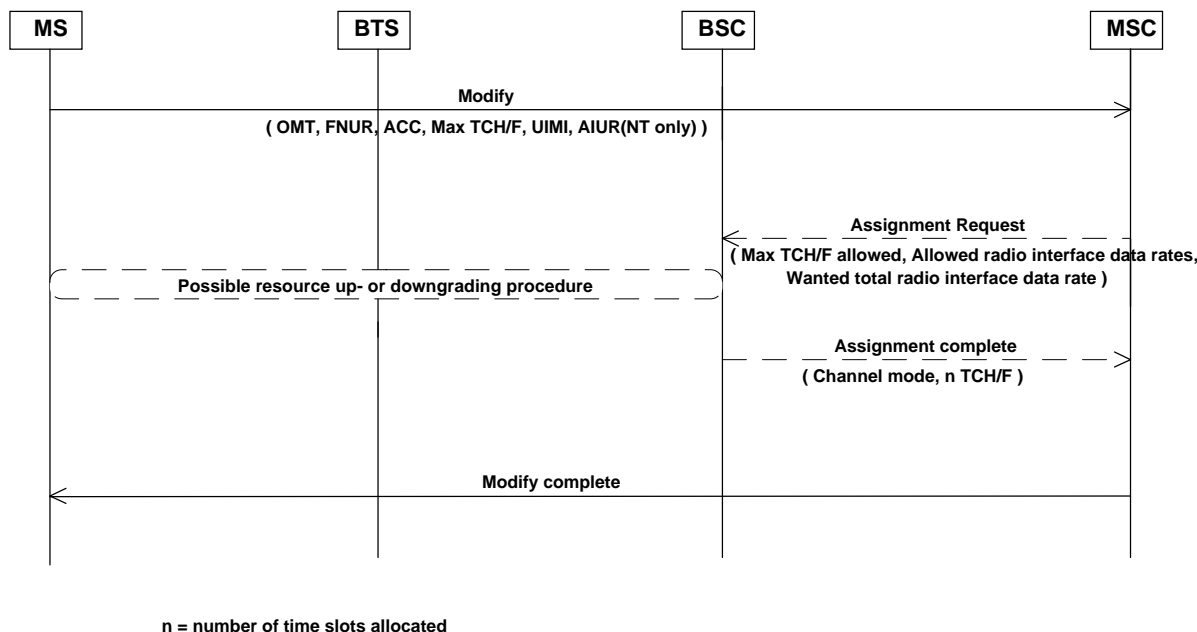 MS BTS BSC MSC
Modify
( OMT, FNUR, ACC, Max TCH/F, UIMI, AIUR(NT only) )
Assignment Request
( Max TCH/F allowed, Allowed radio interface data rates,
Wanted total radio interface data rate )
Possible resource up- or downgrading procedure
Assignment complete
( Channel mode, n TCH/F )
Modify complete
n = number of time slots allocated